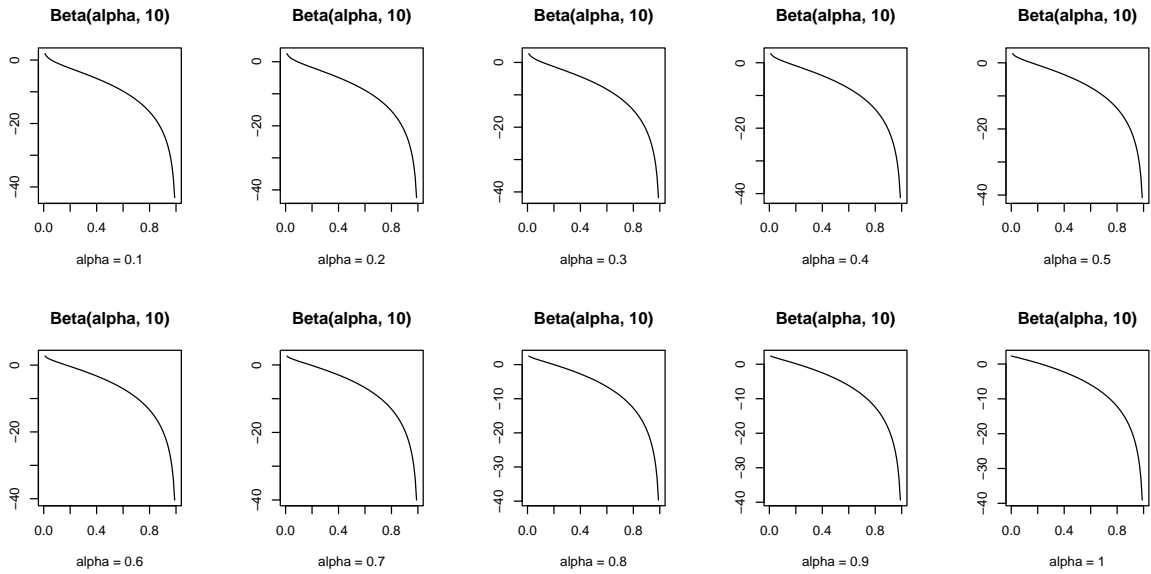 Beta(alpha, 10)
0
−20
−40
0.0 0.4 0.8
alpha = 0.1
Beta(alpha, 10)
0
−20
−40
0.0 0.4 0.8
alpha = 0.2
Beta(alpha, 10)
0
−20
−40
0.0 0.4 0.8
alpha = 0.3
Beta(alpha, 10)
0
−20
−40
0.0 0.4 0.8
alpha = 0.4
Beta(alpha, 10)
0
−20
−40
0.0 0.4 0.8
alpha = 0.5
Beta(alpha, 10)
0
−20
−40
0.0 0.4 0.8
alpha = 0.6
Beta(alpha, 10)
0
−20
−40
0.0 0.4 0.8
alpha = 0.7
Beta(alpha, 10)
0
−10
−20
−30
−40
0.0 0.4 0.8
alpha = 0.8
Beta(alpha, 10)
0
−10
−20
−30
−40
0.0 0.4 0.8
alpha = 0.9
Beta(alpha, 10)
0
−10
−20
−30
−40
0.0 0.4 0.8
alpha = 1